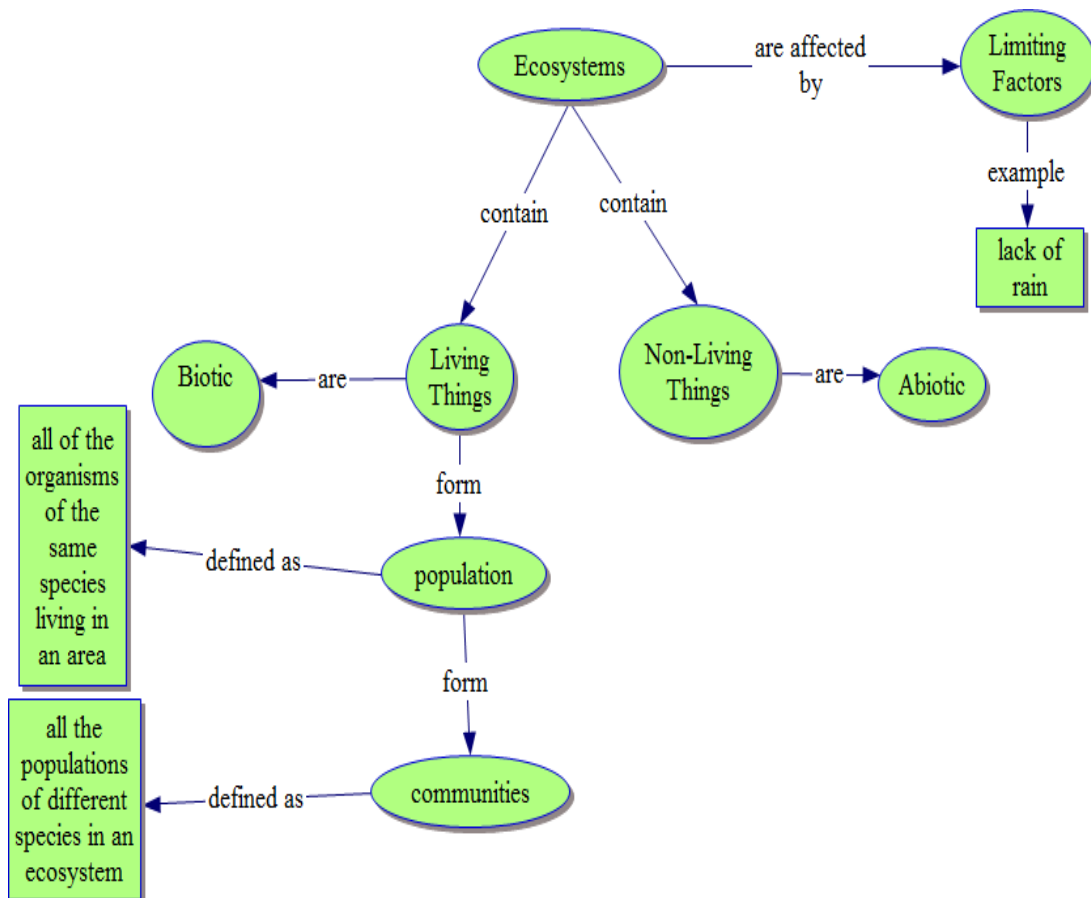 Ecosystems
are affected
by
Limiting
Factors
example
lack of
rain
contain
contain
Living
Things
are
Biotic
Non-Living
Things
are
Abiotic
form
population
defined as
all of the
organisms
of the
same
species
living in
an area
form
communities
defined as
all the
populations
of different
species in an
ecosystem